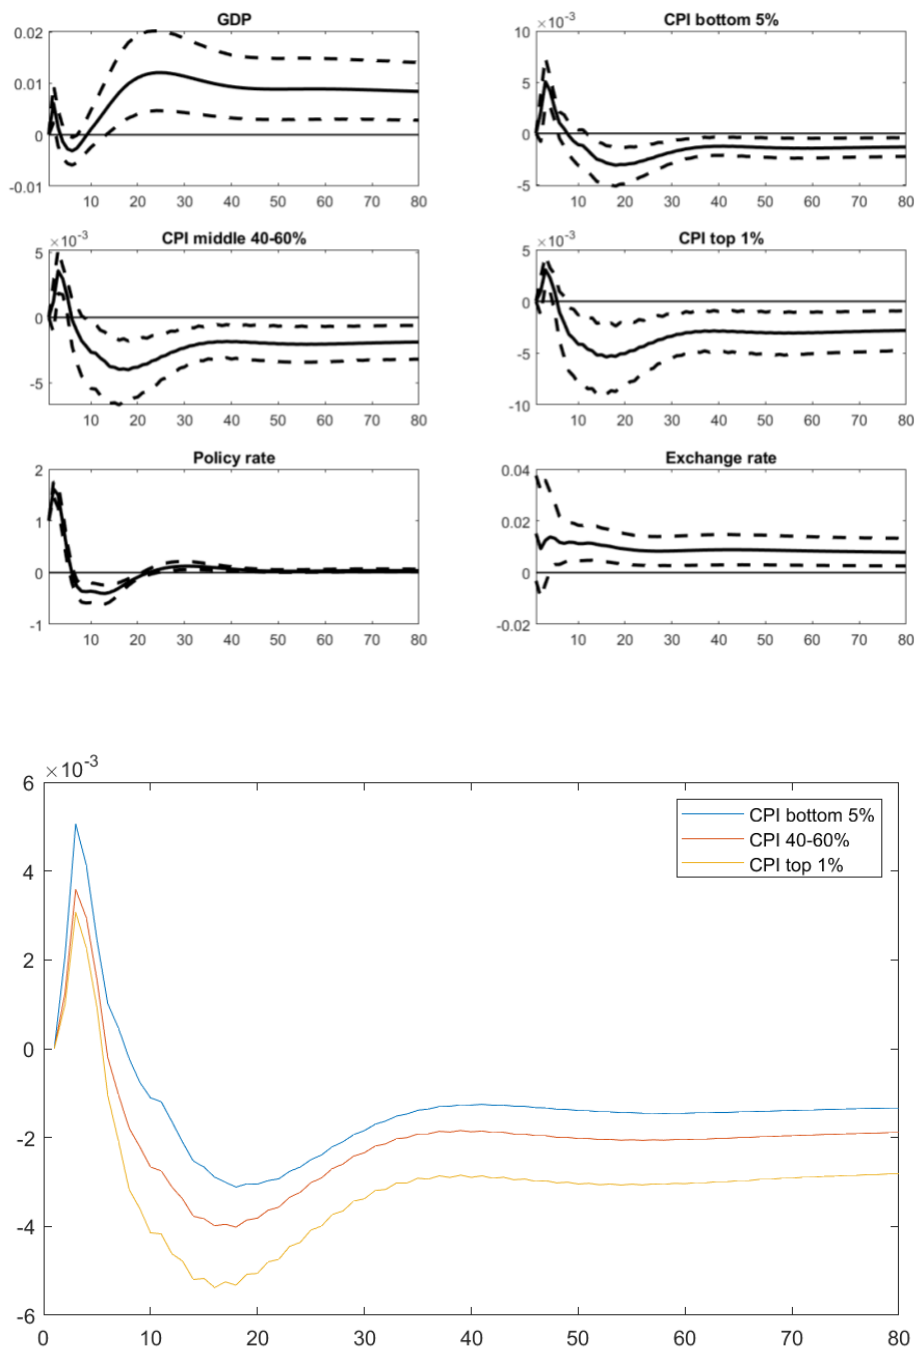 GDP
0.02
0.01
0
-0.01
10 20 30 40 50 60 70 80
CPI bottom 5%
×10-3
10
5
0
-5
10 20 30 40 50 60 70 80
CPI middle 40-60%
×10-3
5
0
-5
10 20 30 40 50 60 70 80
CPI top 1%
×10-3
5
0
-5
-10
10 20 30 40 50 60 70 80
Policy rate
2
1
0
-1
10 20 30 40 50 60 70 80
Exchange rate
0.04
0.02
0
-0.02
10 20 30 40 50 60 70 80
×10-3
6
4
2
0
-2
-4
-6
0 10 20 30 40 50 60 70 80
CPI bottom 5%
CPI 40-60%
CPI top 1%